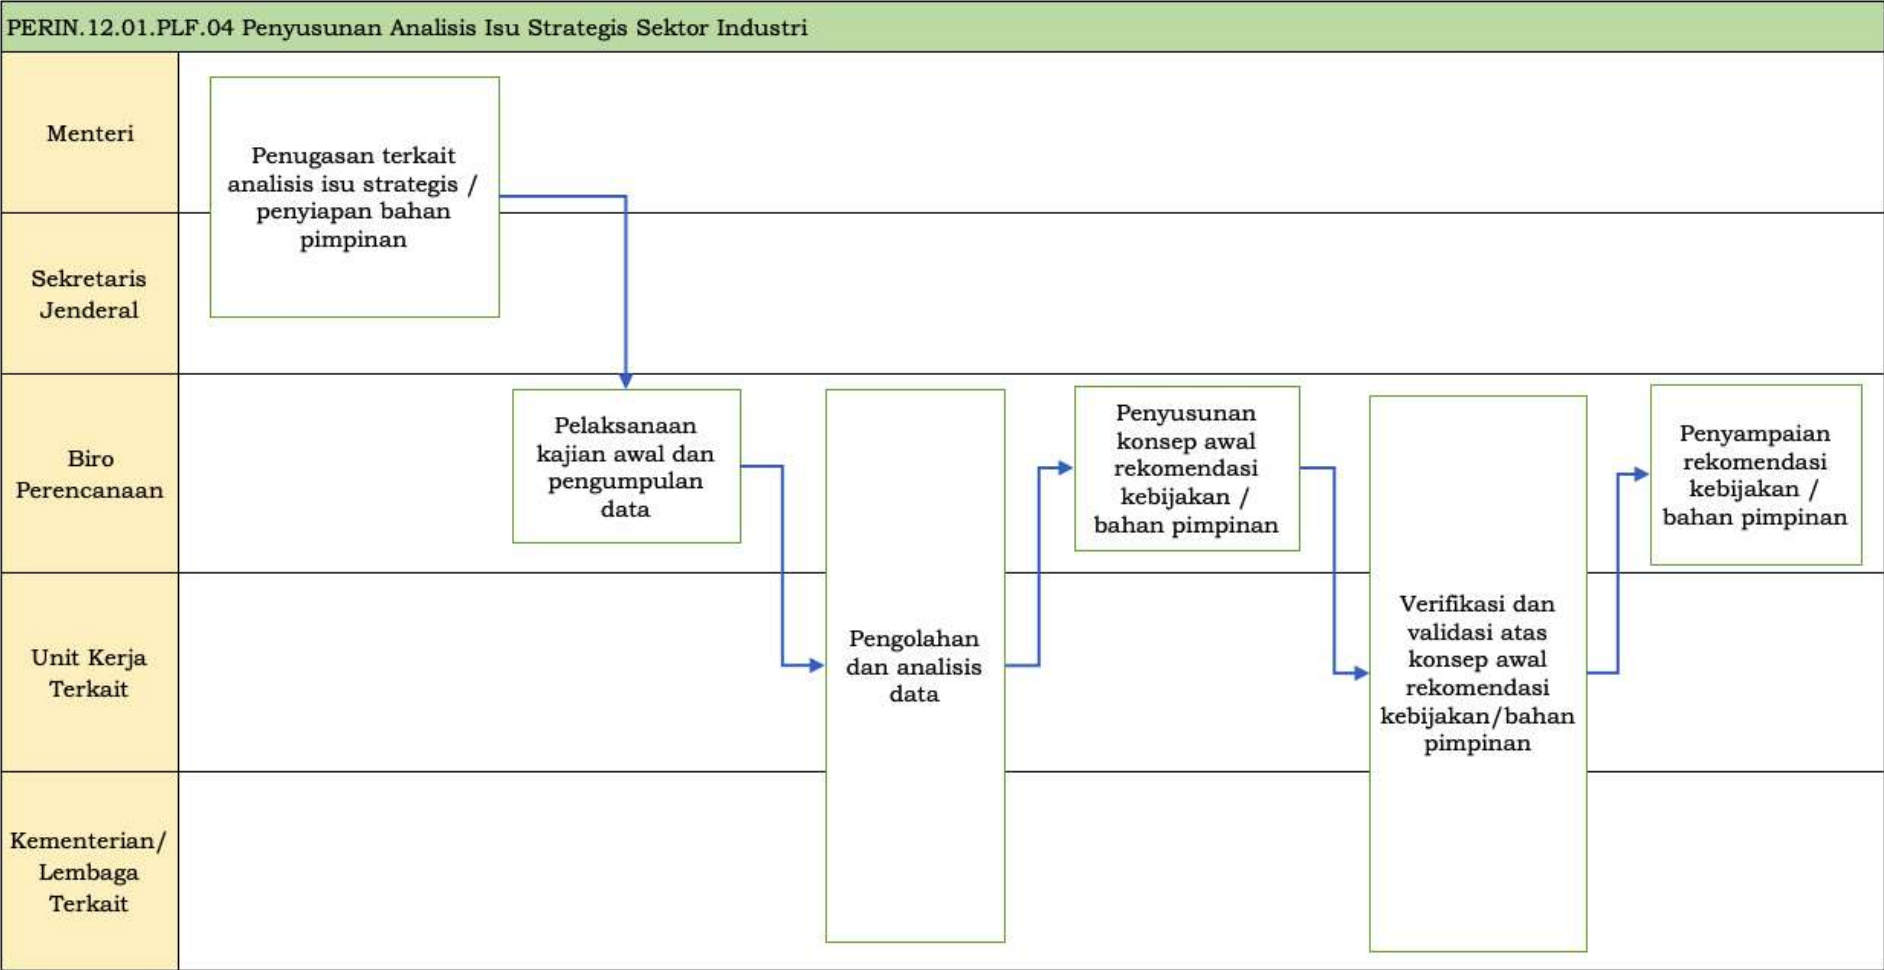 PERIN.12.01.PLF.04 Penyusunan Analisis Isu Strategis Sektor Industri
Menteri
Penugasan terkait
analisis isu strategis /
penyiapan bahan
pimpinan
Sekretaris
Jenderal
Biro
Perencanaan
Pelaksanaan
kajian awal dan
pengumpulan
data
Penyusunan
konsep awal
rekomendasi
kebijakan /
bahan pimpinan
Penyampaian
rekomendasi
kebijakan /
bahan pimpinan
Unit Kerja
Terkait
Pengolahan
dan analisis
data
Verifikasi dan
validasi atas
konsep awal
rekomendasi
kebijakan/bahan
pimpinan
Kementerian/
Lembaga
Terkait